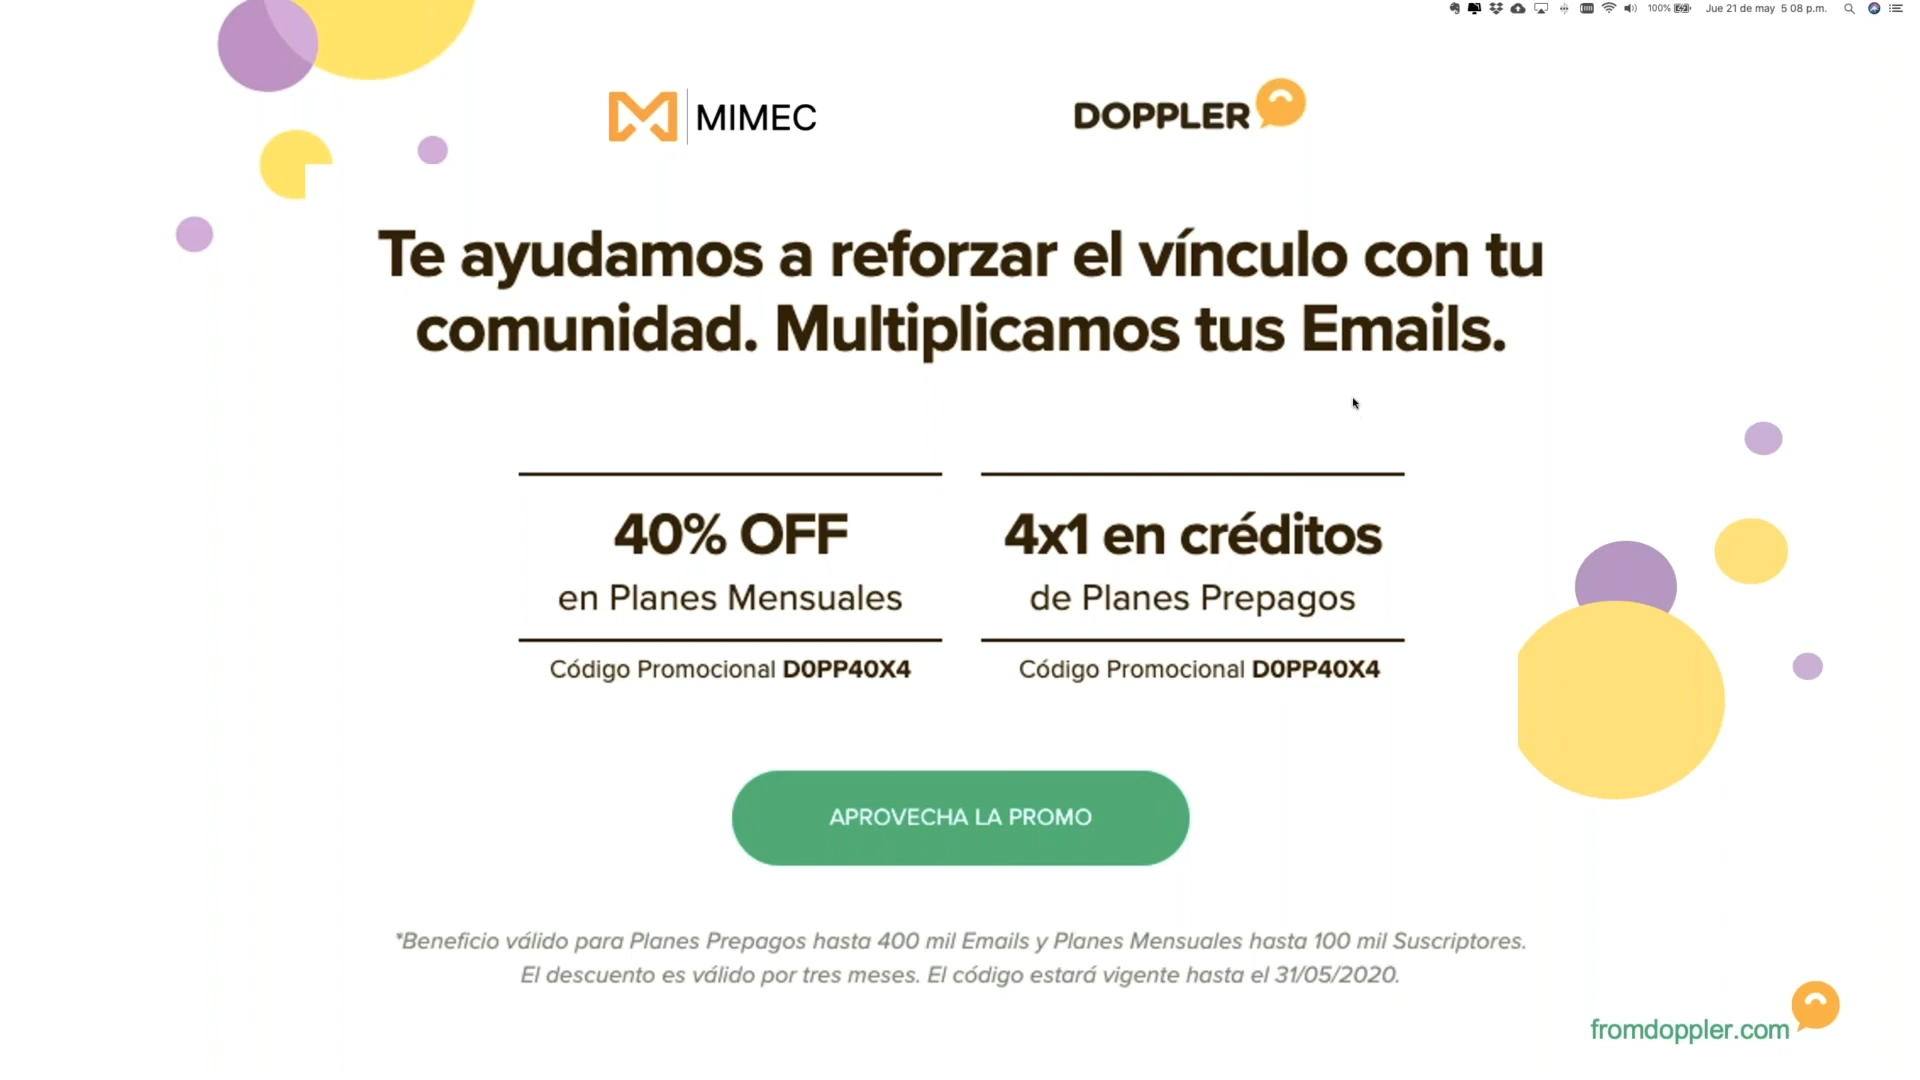 100% Jue 21 de may 5 08 p.m.
MIMEC
DOPPLER
Te ayudamos a reforzar el vínculo con tu
comunidad. Multiplicamos tus Emails.
40% OFF
en Planes Mensuales
Código Promocional D0PP40X4
4x1 en créditos
de Planes Prepagos
Código Promocional D0PP40X4
APROVECHA LA PROMO
*Beneficio válido para Planes Prepagos hasta 400 mil Emails y Planes Mensuales hasta 100 mil Suscriptores.
El descuento es válido por tres meses. El código estará vigente hasta el 31/05/2020.
fromdoppler.com